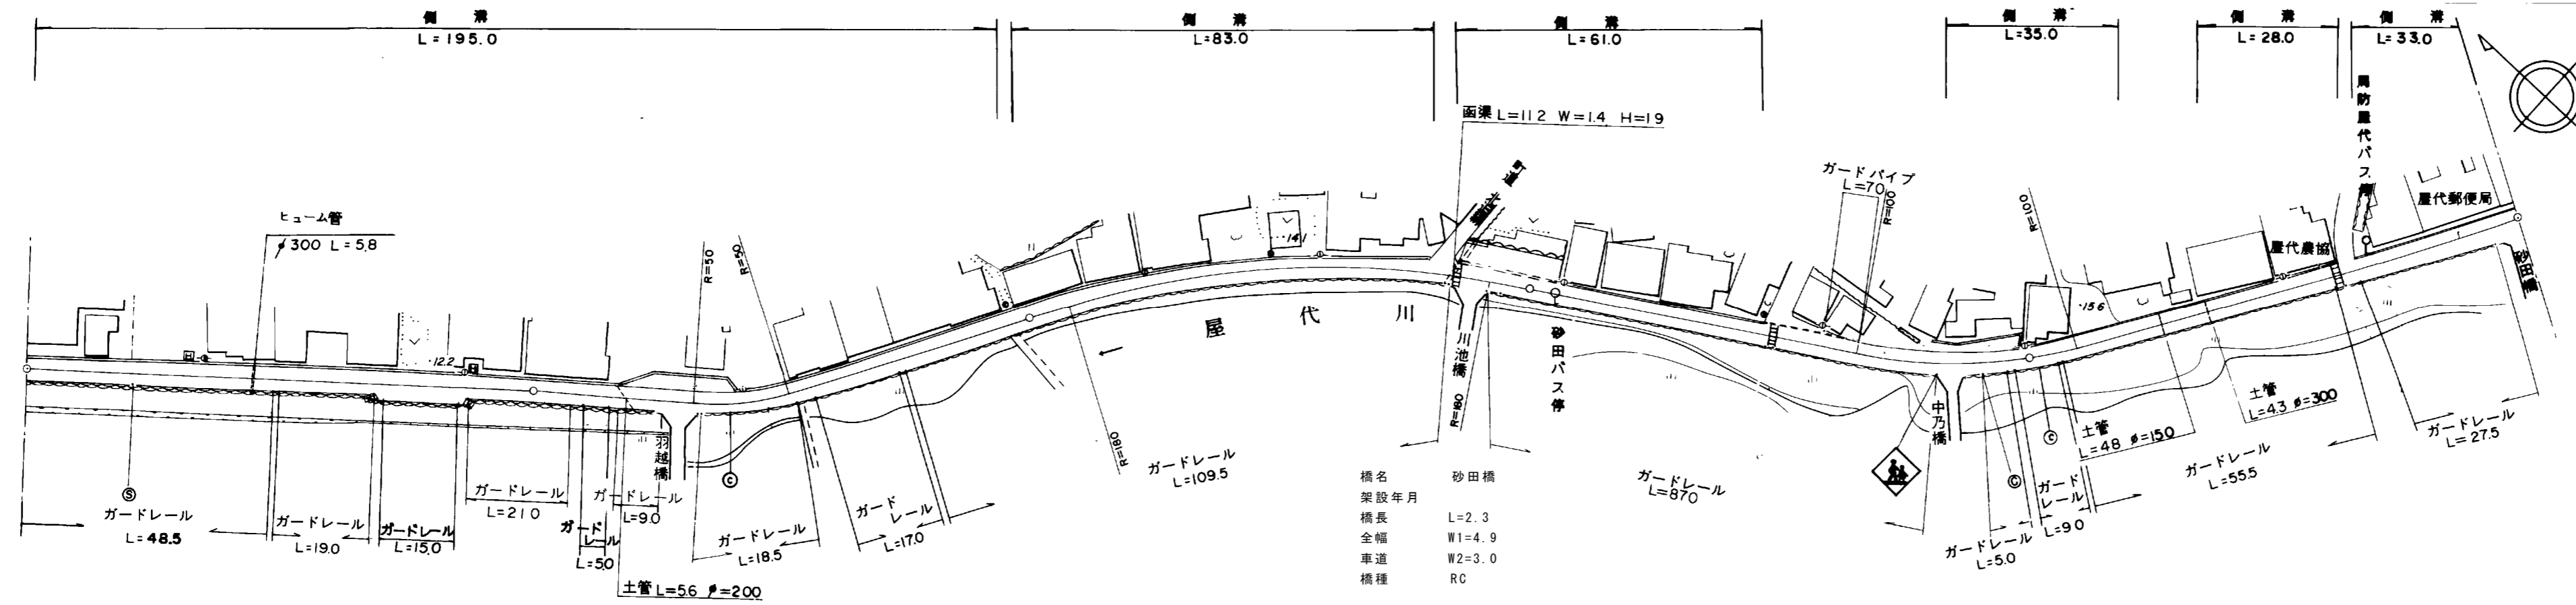 側溝
L=195.0
側溝
L=83.0
側溝
L=61.0
側溝
L=35.0
側溝
L=28.0
側溝
L=33.0
函渠 L=11.2 W=1.4 H=1.9
周防屋代バス停
ガードパイプ
L=7.0
屋代郵便局
ヒューム管
φ300 L=5.8
R=50
R=50
14.1
R=100
R=100
屋代農協
砂田橋
15.6
H
12.2
H
屋代川
川池橋
砂田バス停
R=180
R=180
羽越橋
中乃橋
土管
L=4.3 φ=300
土管
L=4.8 φ=150
S
C
C
C
ガードレール
L=48.5
ガードレール
L=19.0
ガードレール
L=15.0
ガードレール
L=21.0
ガードレール
L=5.0
ガードレール
L=9.0
ガードレール
L=18.5
ガードレール
L=17.0
ガードレール
L=109.5
ガードレール
L=87.0
ガードレール
L=5.0
ガードレール
L=9.0
ガードレール
L=55.5
ガードレール
L=27.5
土管 L=5.6 φ=200
橋名 砂田橋
架設年月
橋長 L=2.3
全幅 W1=4.9
車道 W2=3.0
橋種 RC